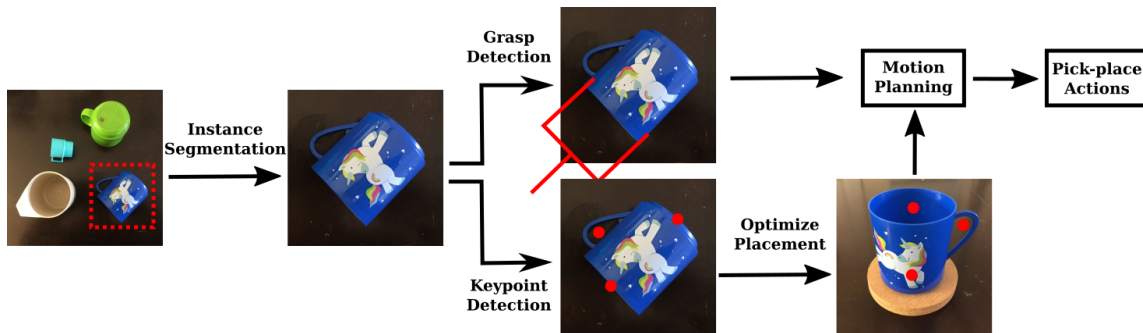 Instance
Segmentation
Grasp
Detection
Keypoint
Detection
Optimize
Placement
Motion
Planning
Pick-place
Actions